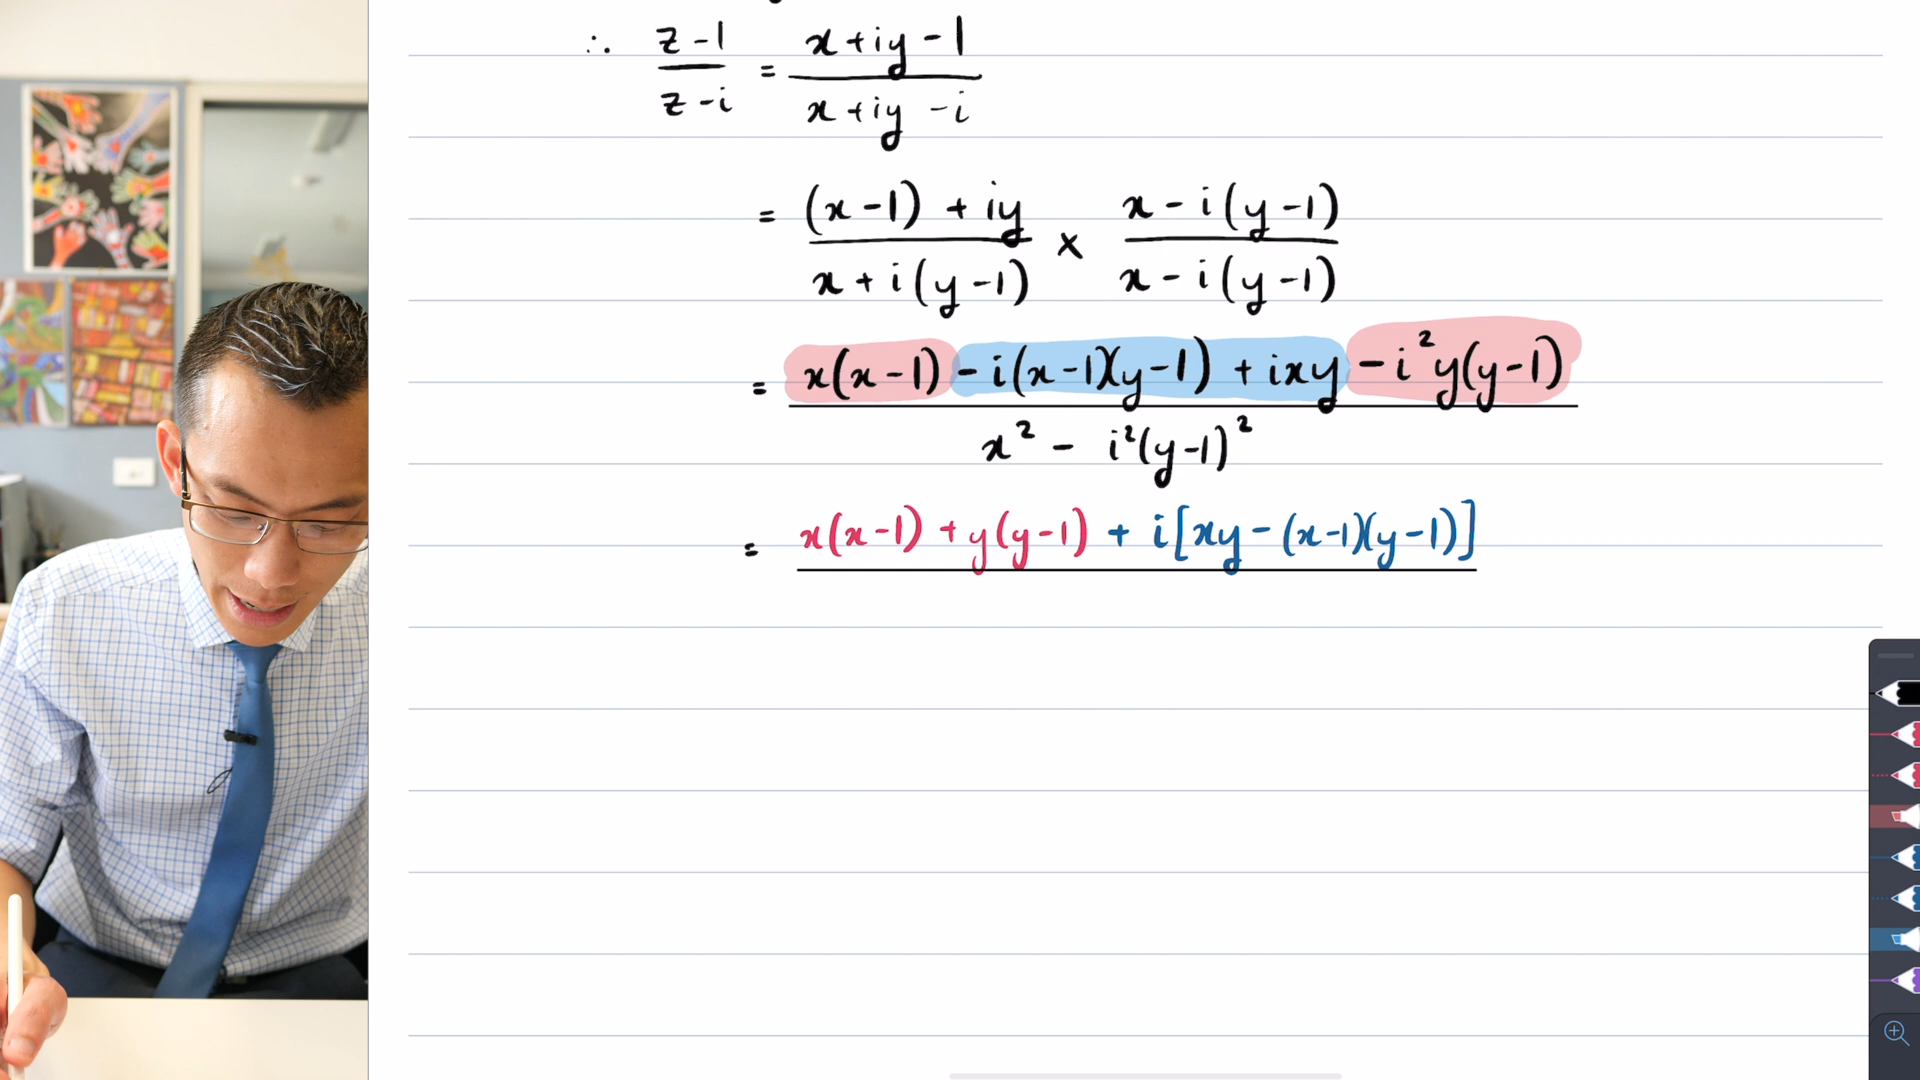 ∴ (z-1)/(z-i) = (x+iy-1)/(x+iy-i)
= ((x-1)+iy)/(x+i(y-1)) × (x-i(y-1))/(x-i(y-1))
= (x(x-1)-i(x-1)(y-1)+ixy-i²y(y-1))/(x²-i²(y-1)²)
= x(x-1)+y(y-1)+i[xy-(x-1)(y-1)]